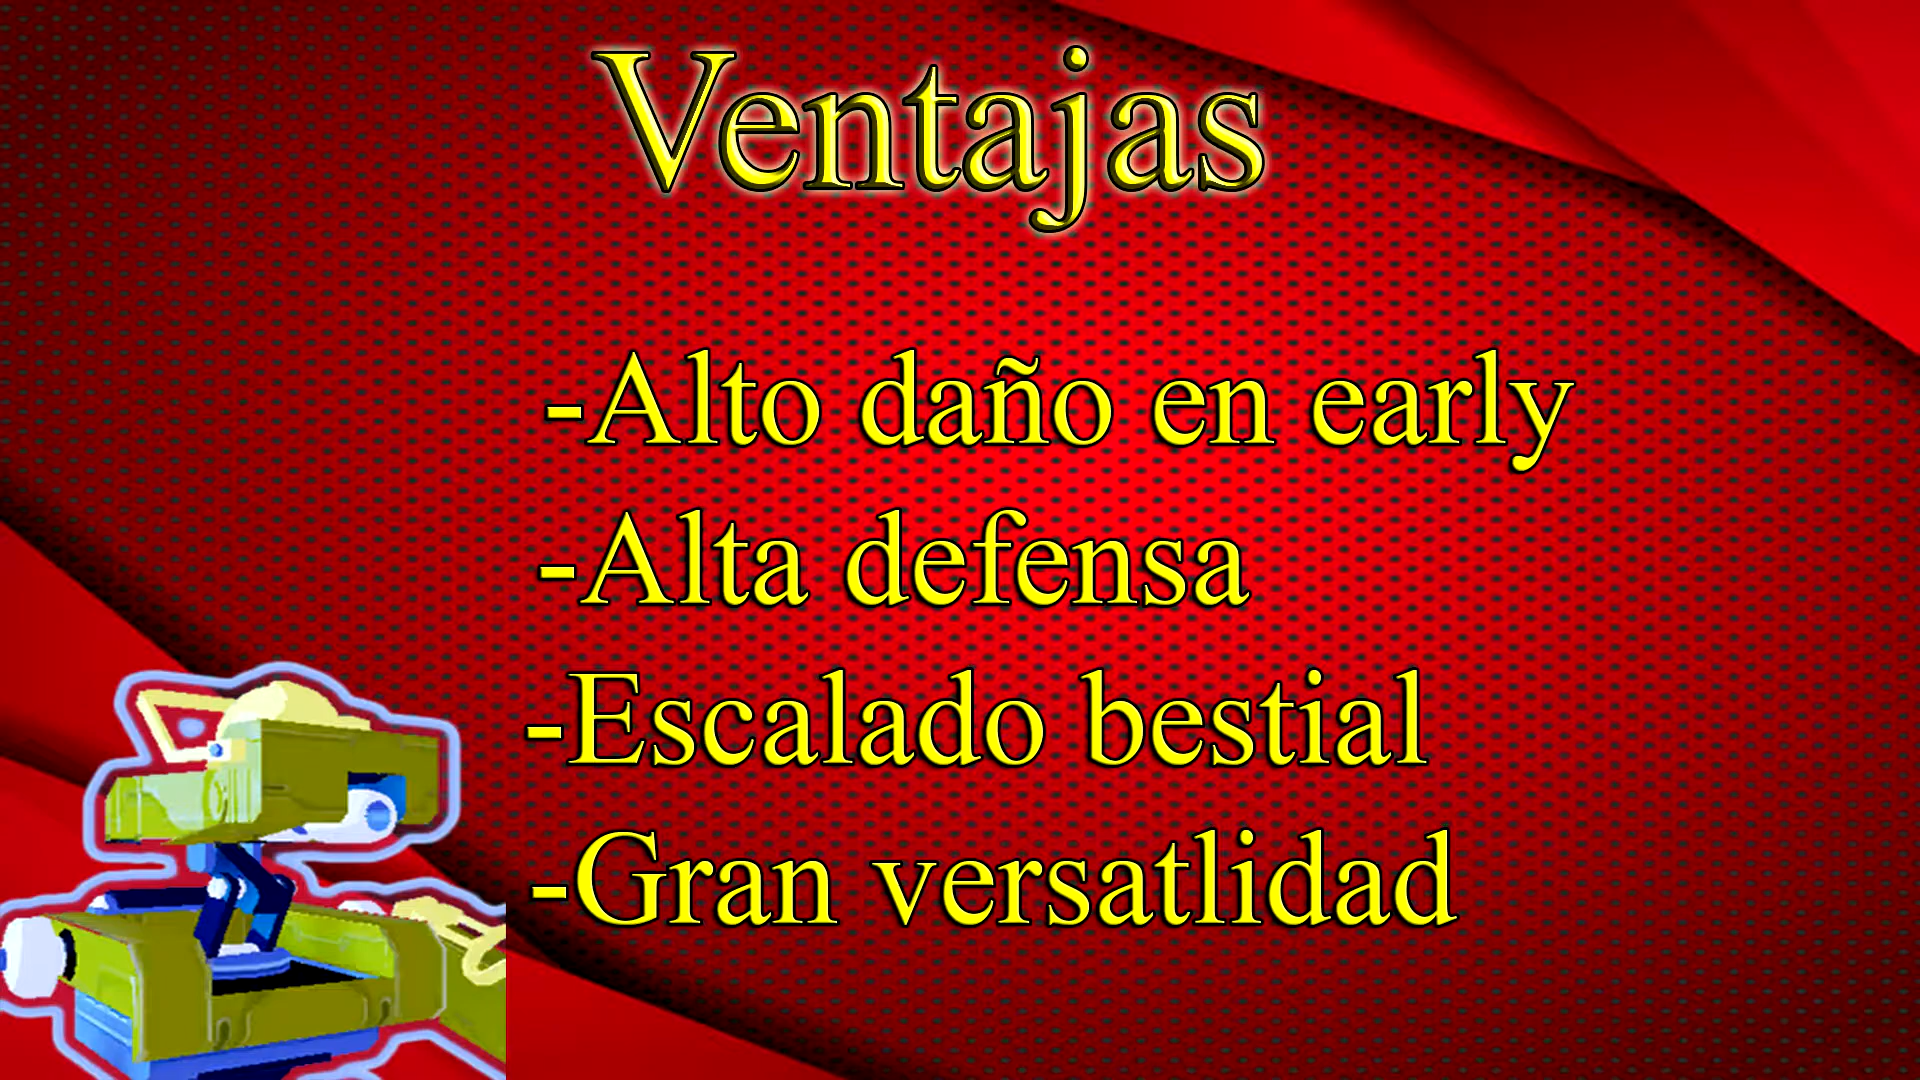 Ventajas
-Alto daño en early
-Alta defensa
-Escalado bestial
-Gran versatlidad